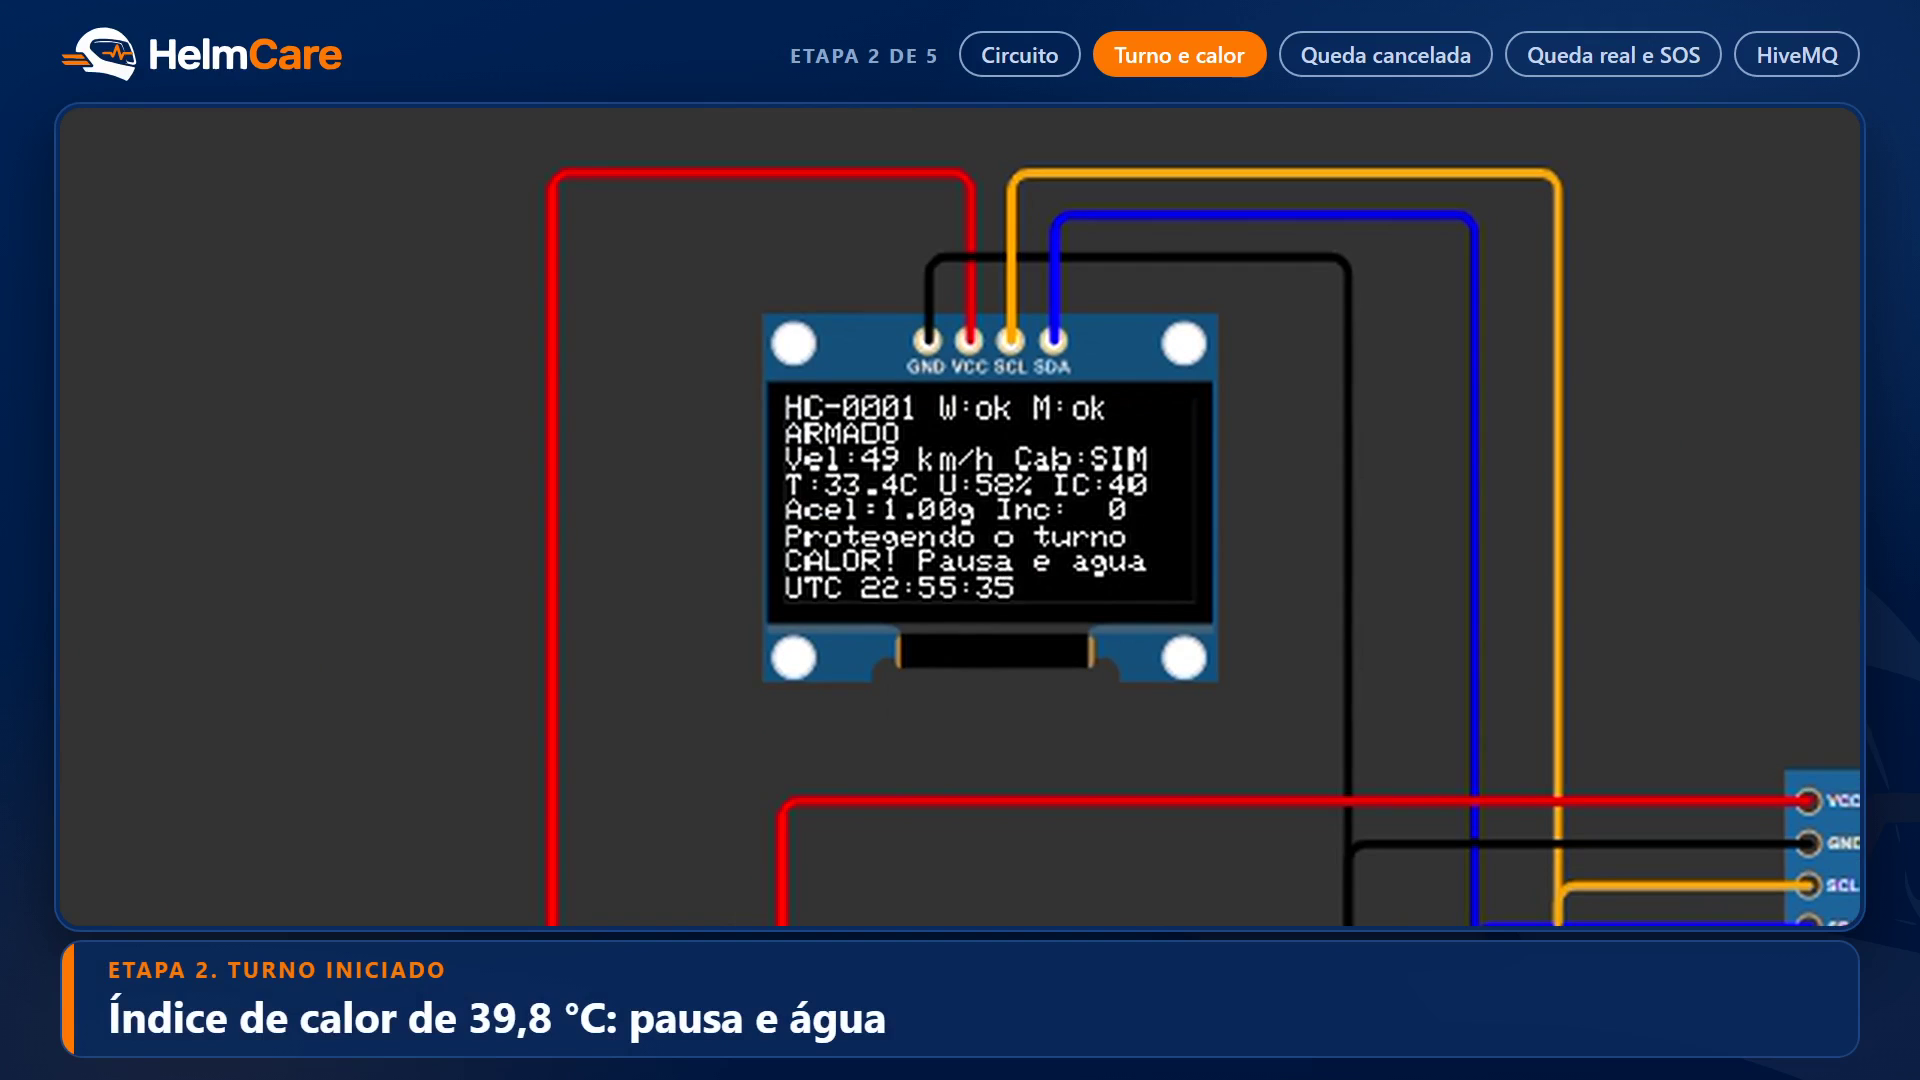 HelmCare
ETAPA 2 DE 5
Circuito
Turno e calor
Queda cancelada
Queda real e SOS
HiveMQ
GND VCC SCL SDA
HC-0001 W:ok M:ok
ARMADO
Vel:49 km/h Cab:SIM
T:33.4C U:58% IC:40
Acel:1.00g Inc: 0
Protegendo o turno
CALOR! Pausa e agua
UTC 22:55:35
VCC
GND
SCL
ETAPA 2. TURNO INICIADO
Índice de calor de 39,8 °C: pausa e água